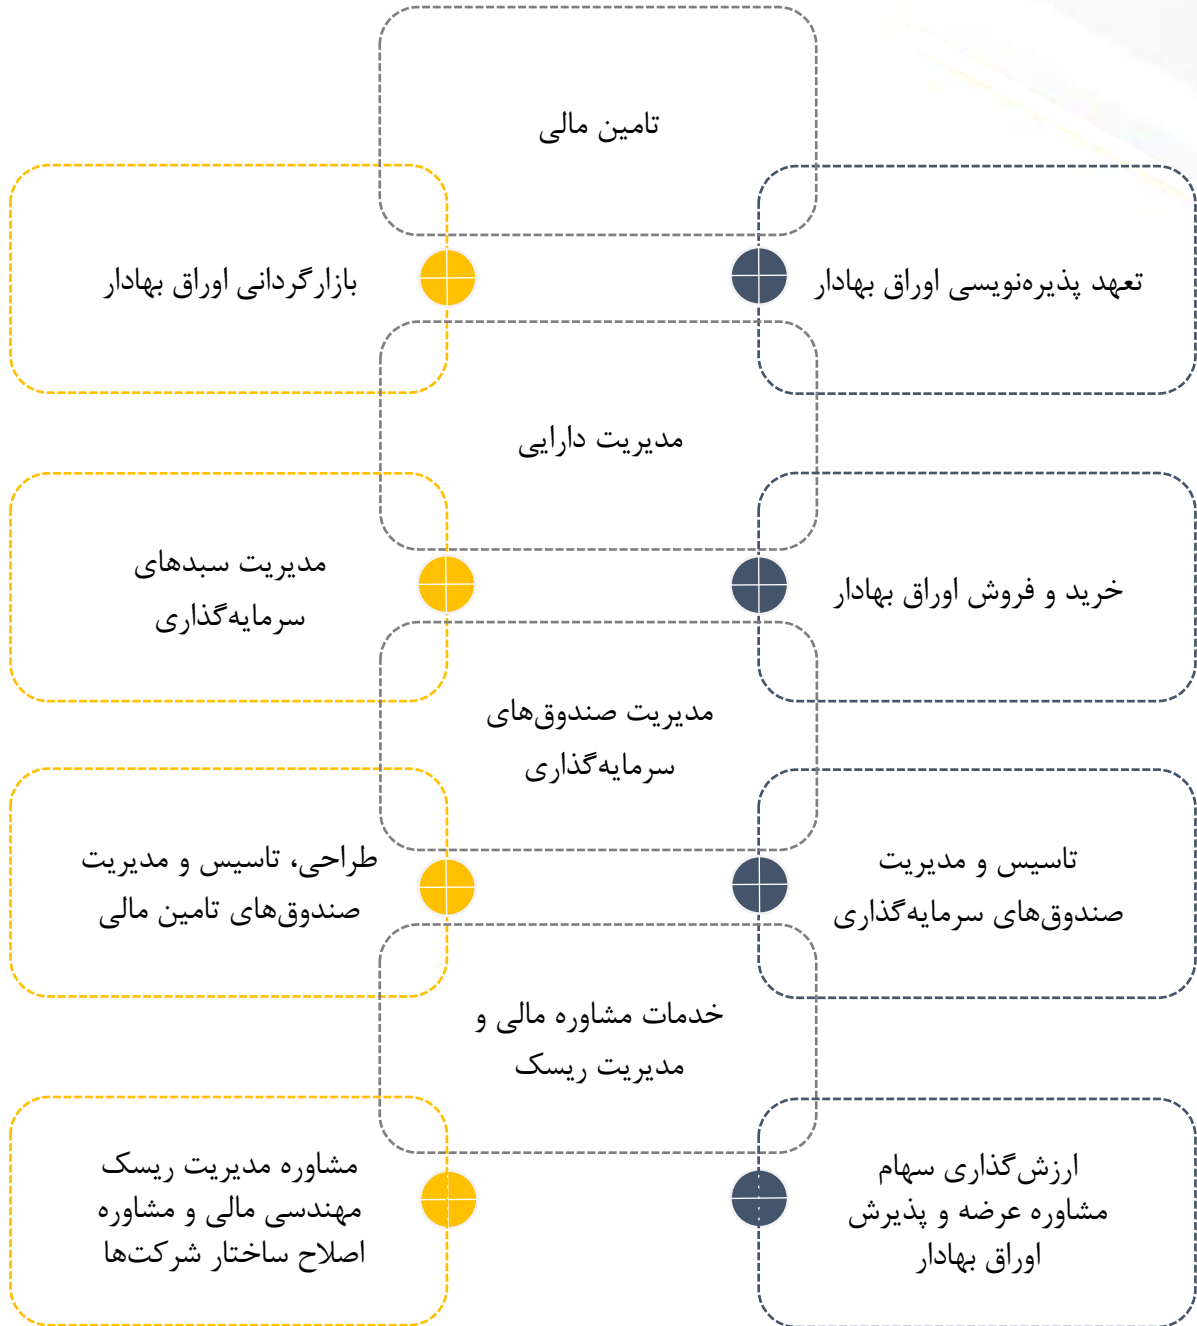 تامین مالی
تعهد پذیره‌نویسی اوراق بهادار
بازارگردانی اوراق بهادار
مدیریت دارایی
خرید و فروش اوراق بهادار
مدیریت سبدهای
سرمایه‌گذاری
مدیریت صندوق‌های
سرمایه‌گذاری
تاسیس و مدیریت
صندوق‌های سرمایه‌گذاری
طراحی، تاسیس و مدیریت
صندوق‌های تامین مالی
خدمات مشاوره مالی و
مدیریت ریسک
ارزش‌گذاری سهام
مشاوره عرضه و پذیرش
اوراق بهادار
مشاوره مدیریت ریسک
مهندسی مالی و مشاوره
اصلاح ساختار شرکت‌ها